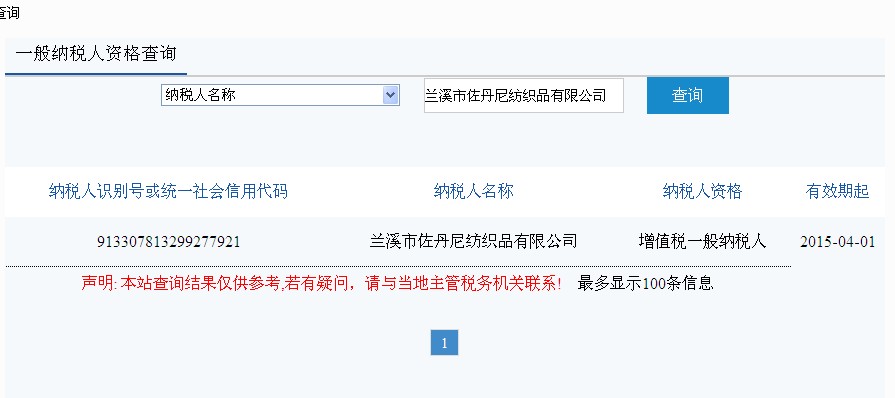 查询
一般纳税人资格查询
纳税人名称 兰溪市佐丹尼纺织品有限公司 查询
纳税人识别号或统一社会信用代码 纳税人名称 纳税人资格 有效期起
913307813299277921 兰溪市佐丹尼纺织品有限公司 增值税一般纳税人 2015-04-01
声明: 本站查询结果仅供参考,若有疑问，请与当地主管税务机关联系! 最多显示100条信息
1